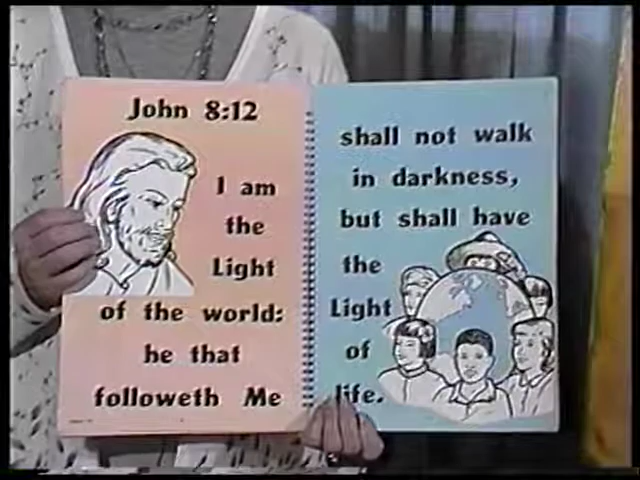 John 8:12
I am
the
Light
of the world:
he that
followeth Me
shall not walk
in darkness,
but shall have
the
Light
of
life.